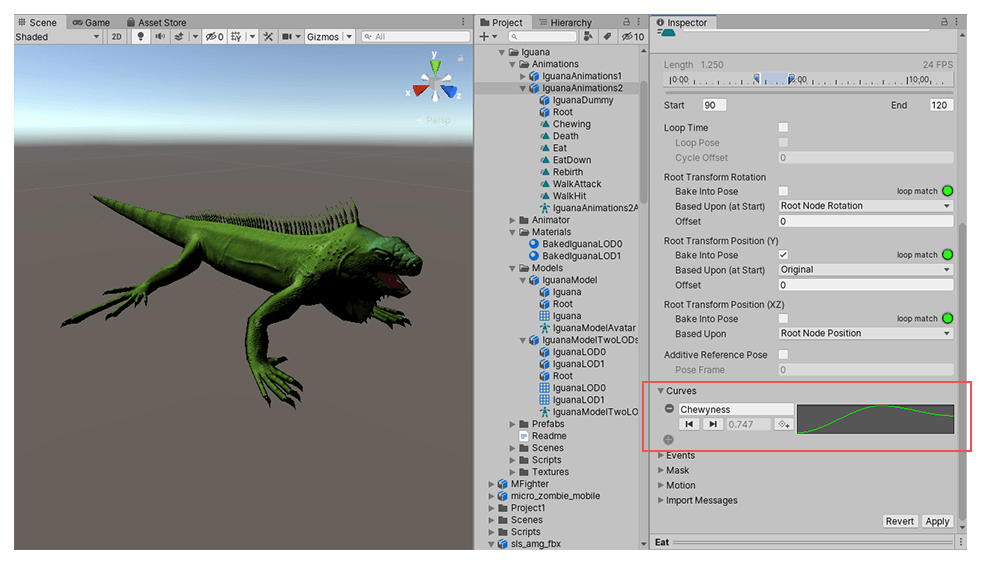 Scene
Game
Asset Store
Shaded
2D
0
Gizmos
All
y
x
z
Persp
Project
Hierarchy
10
Iguana
Animations
IguanaAnimations1
IguanaAnimations2
IguanaDummy
Root
Chewing
Death
Eat
EatDown
Rebirth
WalkAttack
WalkHit
IguanaAnimations2A
Animator
Materials
BakedIguanaLOD0
BakedIguanaLOD1
Models
IguanaModel
Iguana
Root
Iguana
IguanaModelAvatar
IguanaModelTwoLODs
IguanaLOD0
IguanaLOD1
Root
IguanaLOD0
IguanaLOD1
IguanaModelTwoLO
Prefabs
Readme
Scenes
Scripts
Textures
MFighter
micro_zombie_mobile
Project1
Scenes
Scripts
sls_amg_fbx
Inspector
Length 1.250 24 FPS
0:00 5:00 10:00
Start 90 End 120
Loop Time
Loop Pose
Cycle Offset 0
Root Transform Rotation
Bake Into Pose loop match
Based Upon (at Start) Root Node Rotation
Offset 0
Root Transform Position (Y)
Bake Into Pose loop match
Based Upon (at Start) Original
Offset 0
Root Transform Position (XZ)
Bake Into Pose loop match
Based Upon Root Node Position
Additive Reference Pose
Pose Frame 0
Curves
Chewyness
0.747
Events
Mask
Motion
Import Messages
Revert Apply
Eat